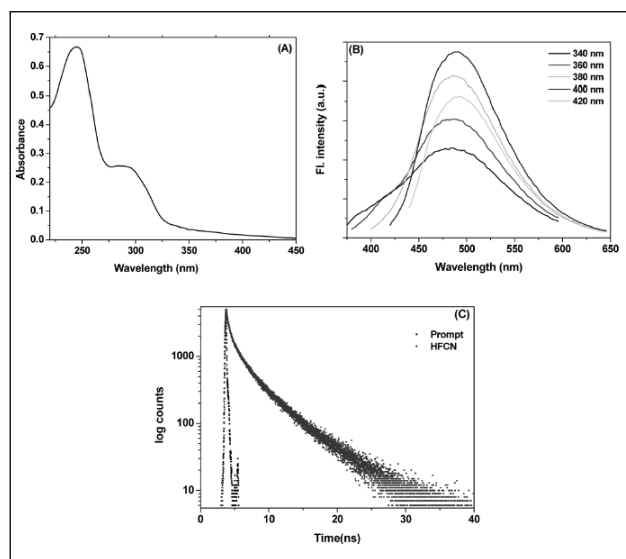 (A)
0.7
0.6
0.5
0.4
0.3
0.2
0.1
0.0
Absorbance
250 300 350 400 450
Wavelength (nm)
(B)
340 nm
360 nm
380 nm
400 nm
420 nm
Fl. intensity (a.u.)
400 450 500 550 600 650
Wavelength (nm)
(C)
Prompt
HFCN
1000
100
10
log counts
0 10 20 30 40
Time(ns)